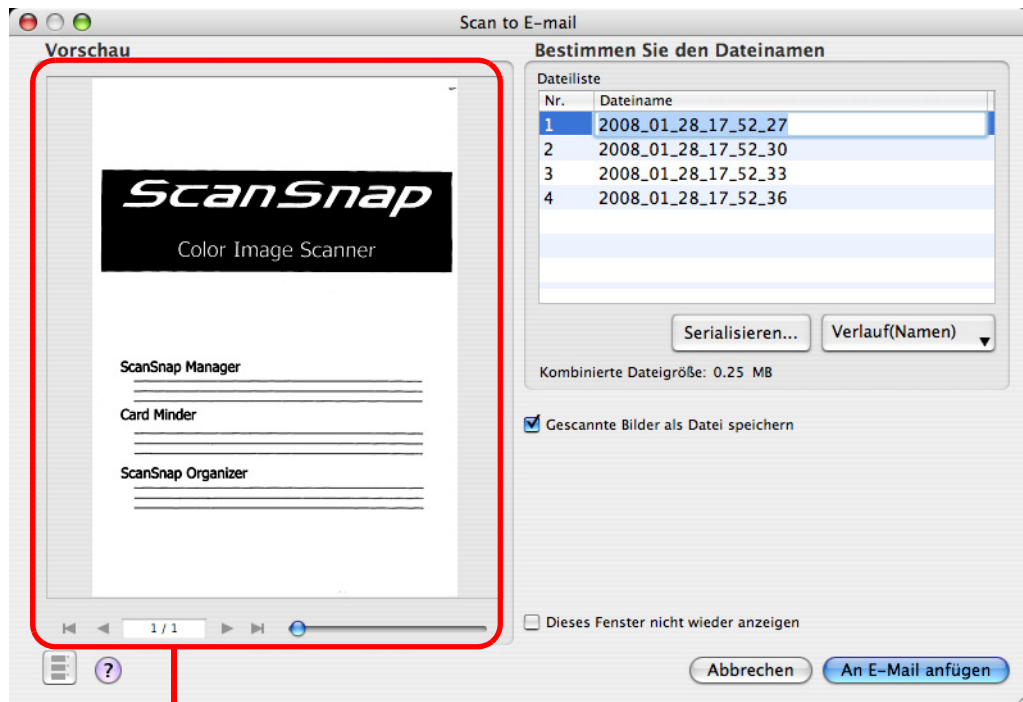 Scan to E-mail
Vorschau
ScanSnap
Color Image Scanner
ScanSnap Manager
Card Minder
ScanSnap Organizer
1 / 1
?
Bestimmen Sie den Dateinamen
Dateiliste
Nr. Dateiname
1 2008_01_28_17_52_27
2 2008_01_28_17_52_30
3 2008_01_28_17_52_33
4 2008_01_28_17_52_36
Serialisieren... Verlauf(Namen)
Kombinierte Dateigröße: 0.25 MB
Gescannte Bilder als Datei speichern
Dieses Fenster nicht wieder anzeigen
Abbrechen An E-Mail anfügen